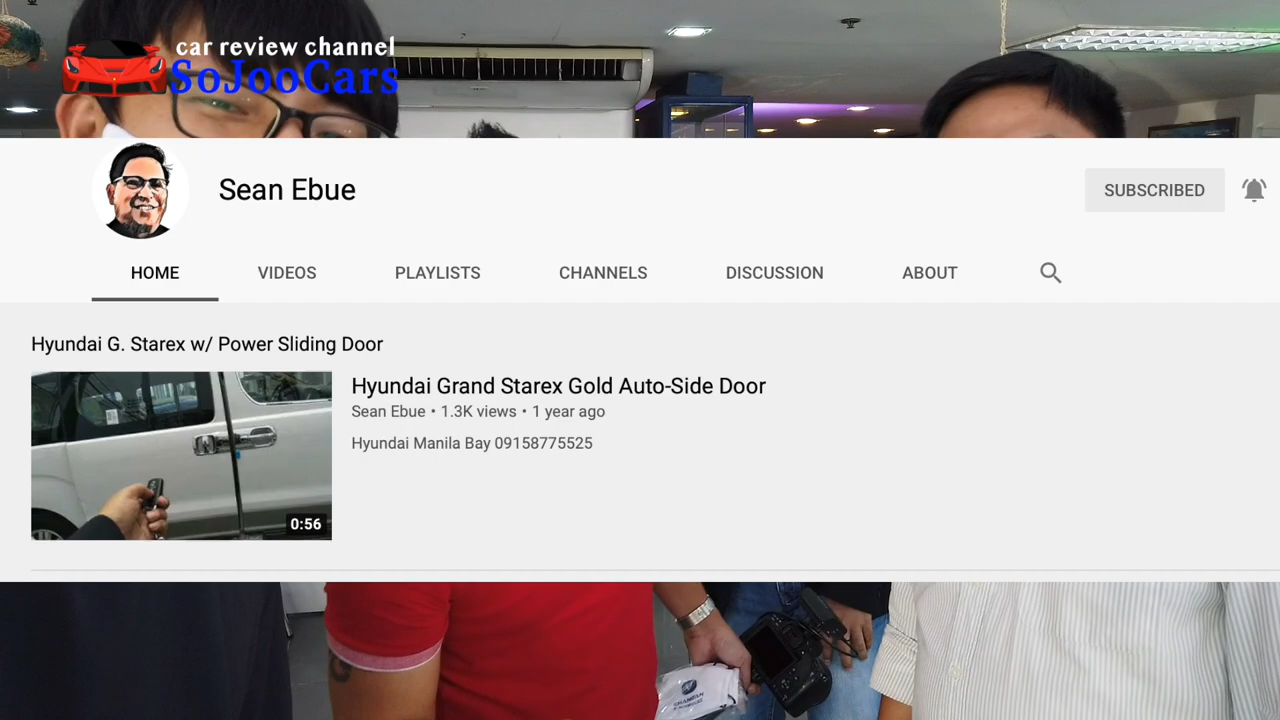 car review channel
SoJooCars
Sean Ebue
SUBSCRIBED
HOME VIDEOS PLAYLISTS CHANNELS DISCUSSION ABOUT
Hyundai G. Starex w/ Power Sliding Door
Hyundai Grand Starex Gold Auto-Side Door
Sean Ebue • 1.3K views • 1 year ago
Hyundai Manila Bay 09158775525
0:56